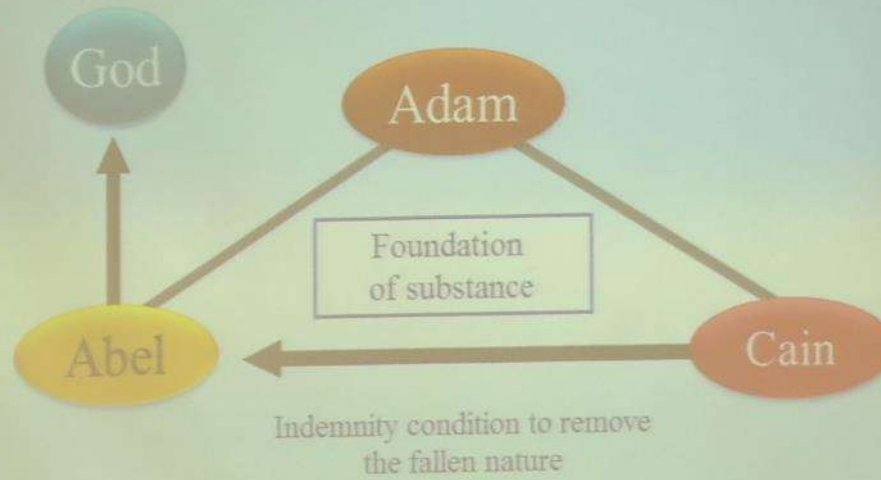 God
Adam
Foundation
of substance
Abel
Cain
Indemnity condition to remove
the fallen nature